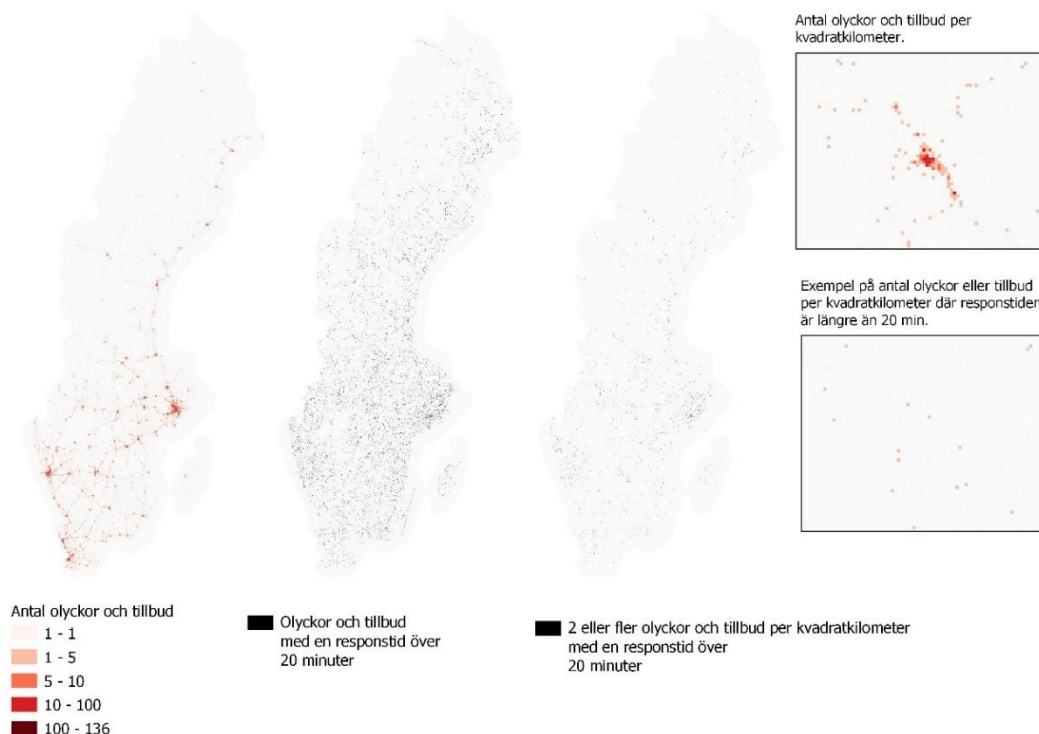 Antal olyckor och tillbud per
kvadratkilometer.
Exempel på antal olyckor eller tillbud
per kvadratkilometer där responstiden
är längre än 20 min.
Antal olyckor och tillbud
1 - 1
1 - 5
5 - 10
10 - 100
100 - 136
Olyckor och tillbud
med en responstid över
20 minuter
2 eller fler olyckor och tillbud per kvadratkilometer
med en responstid över
20 minuter